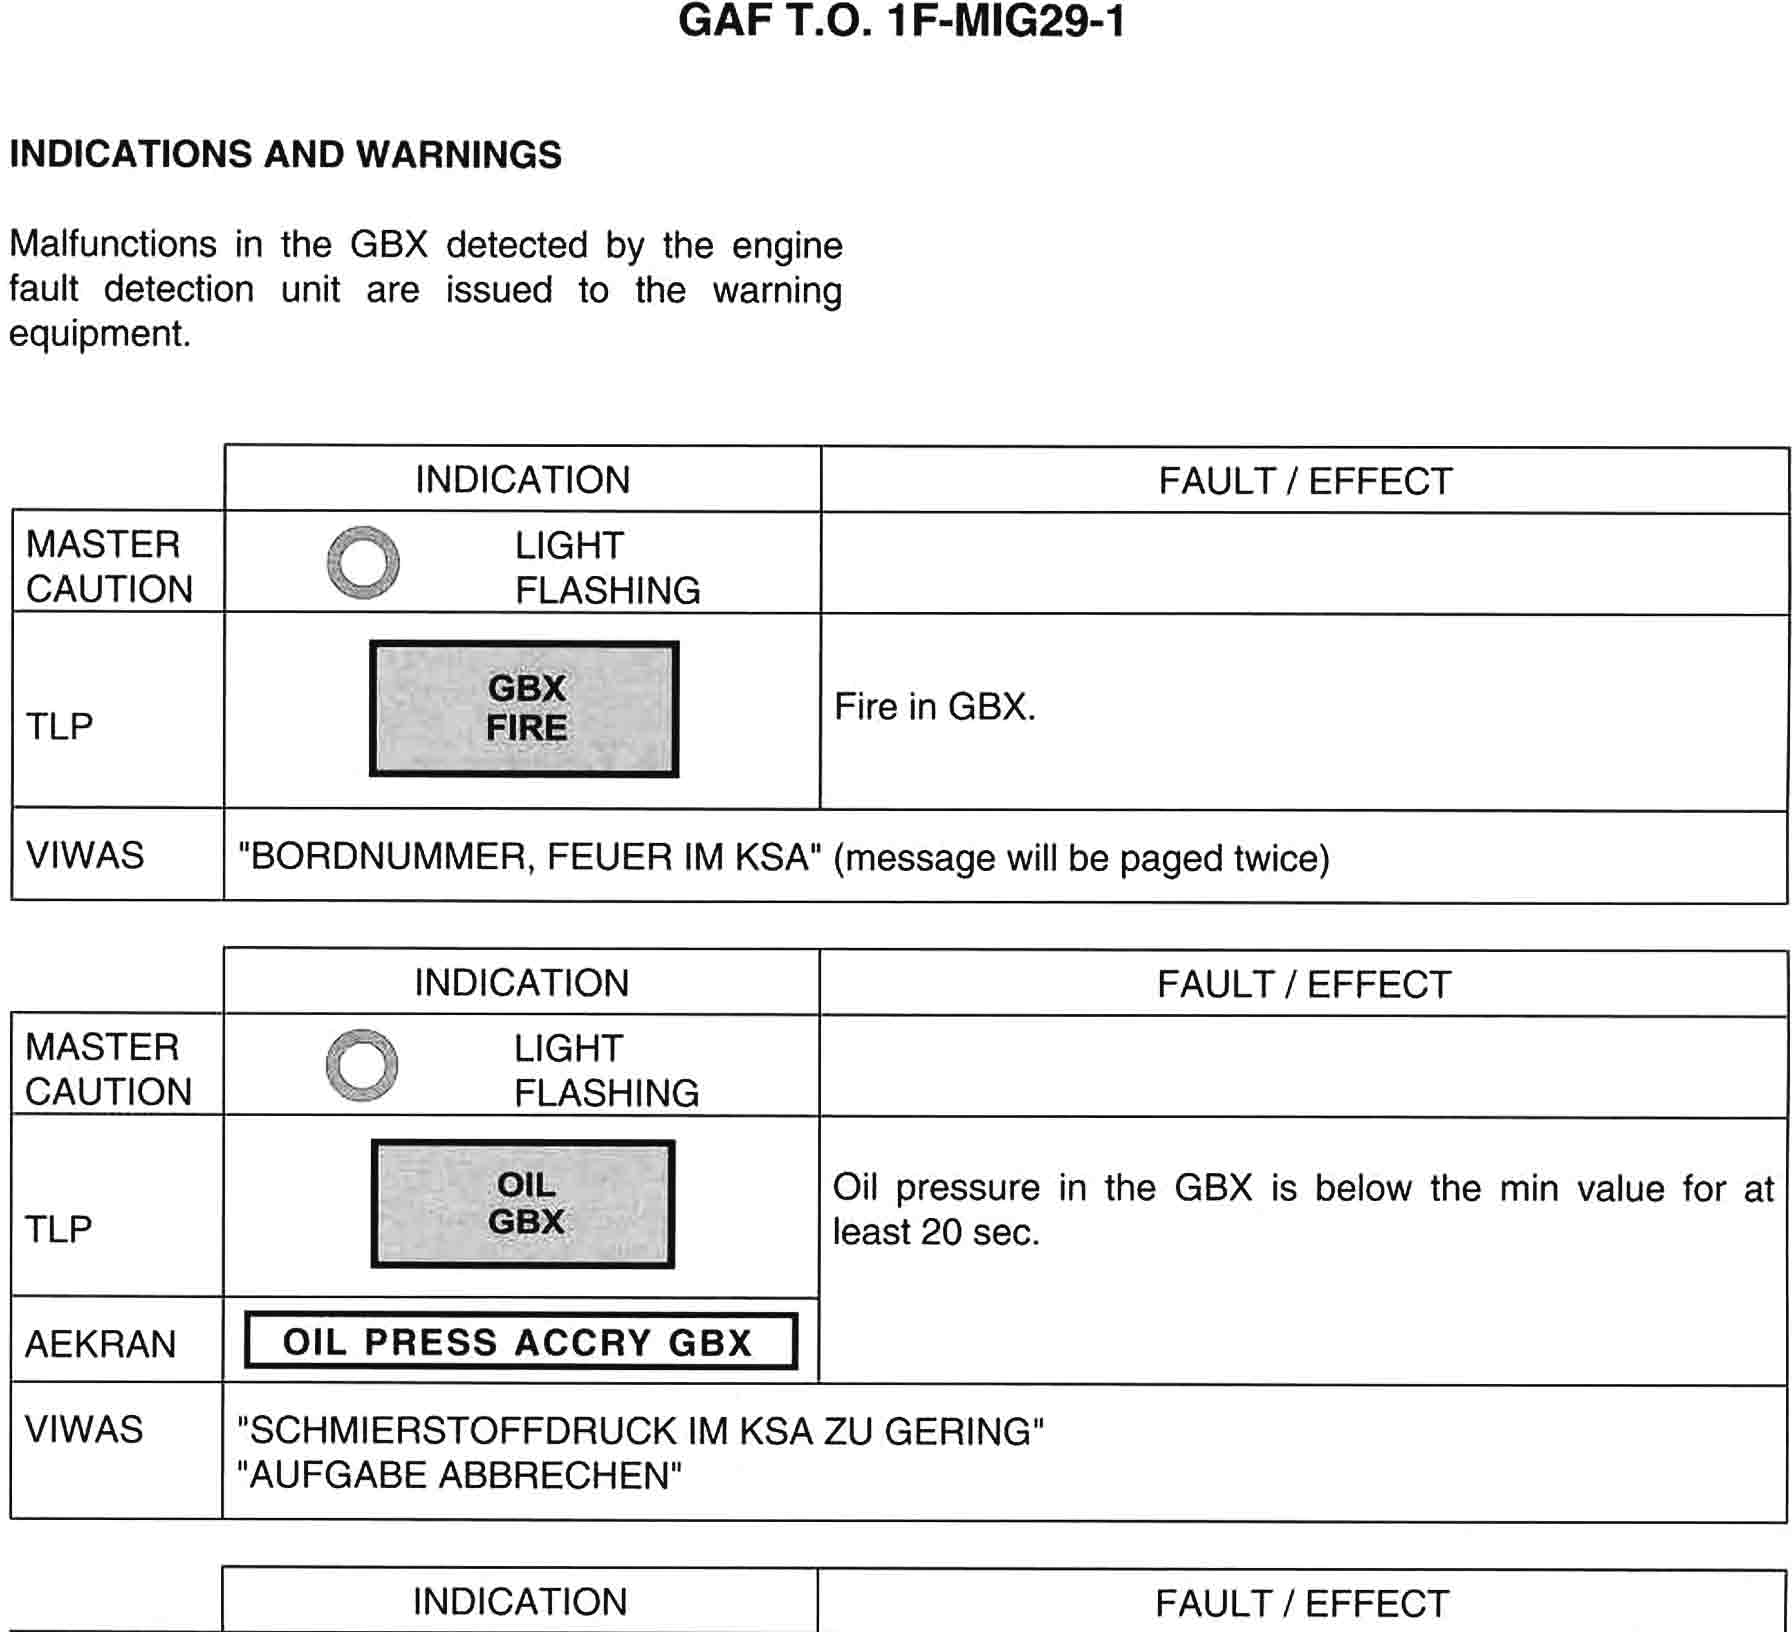 GAF T.O. 1F-MIG29-1
INDICATIONS AND WARNINGS
Malfunctions in the GBX detected by the engine
fault detection unit are issued to the warning
equipment.
INDICATION FAULT / EFFECT
MASTER CAUTION LIGHT FLASHING
TLP GBX FIRE Fire in GBX.
VIWAS "BORDNUMMER, FEUER IM KSA" (message will be paged twice)
INDICATION FAULT / EFFECT
MASTER CAUTION LIGHT FLASHING
TLP OIL GBX Oil pressure in the GBX is below the min value for at
least 20 sec.
AEKRAN OIL PRESS ACCRY GBX
VIWAS "SCHMIERSTOFFDRUCK IM KSA ZU GERING"
"AUFGABE ABBRECHEN"
INDICATION FAULT / EFFECT